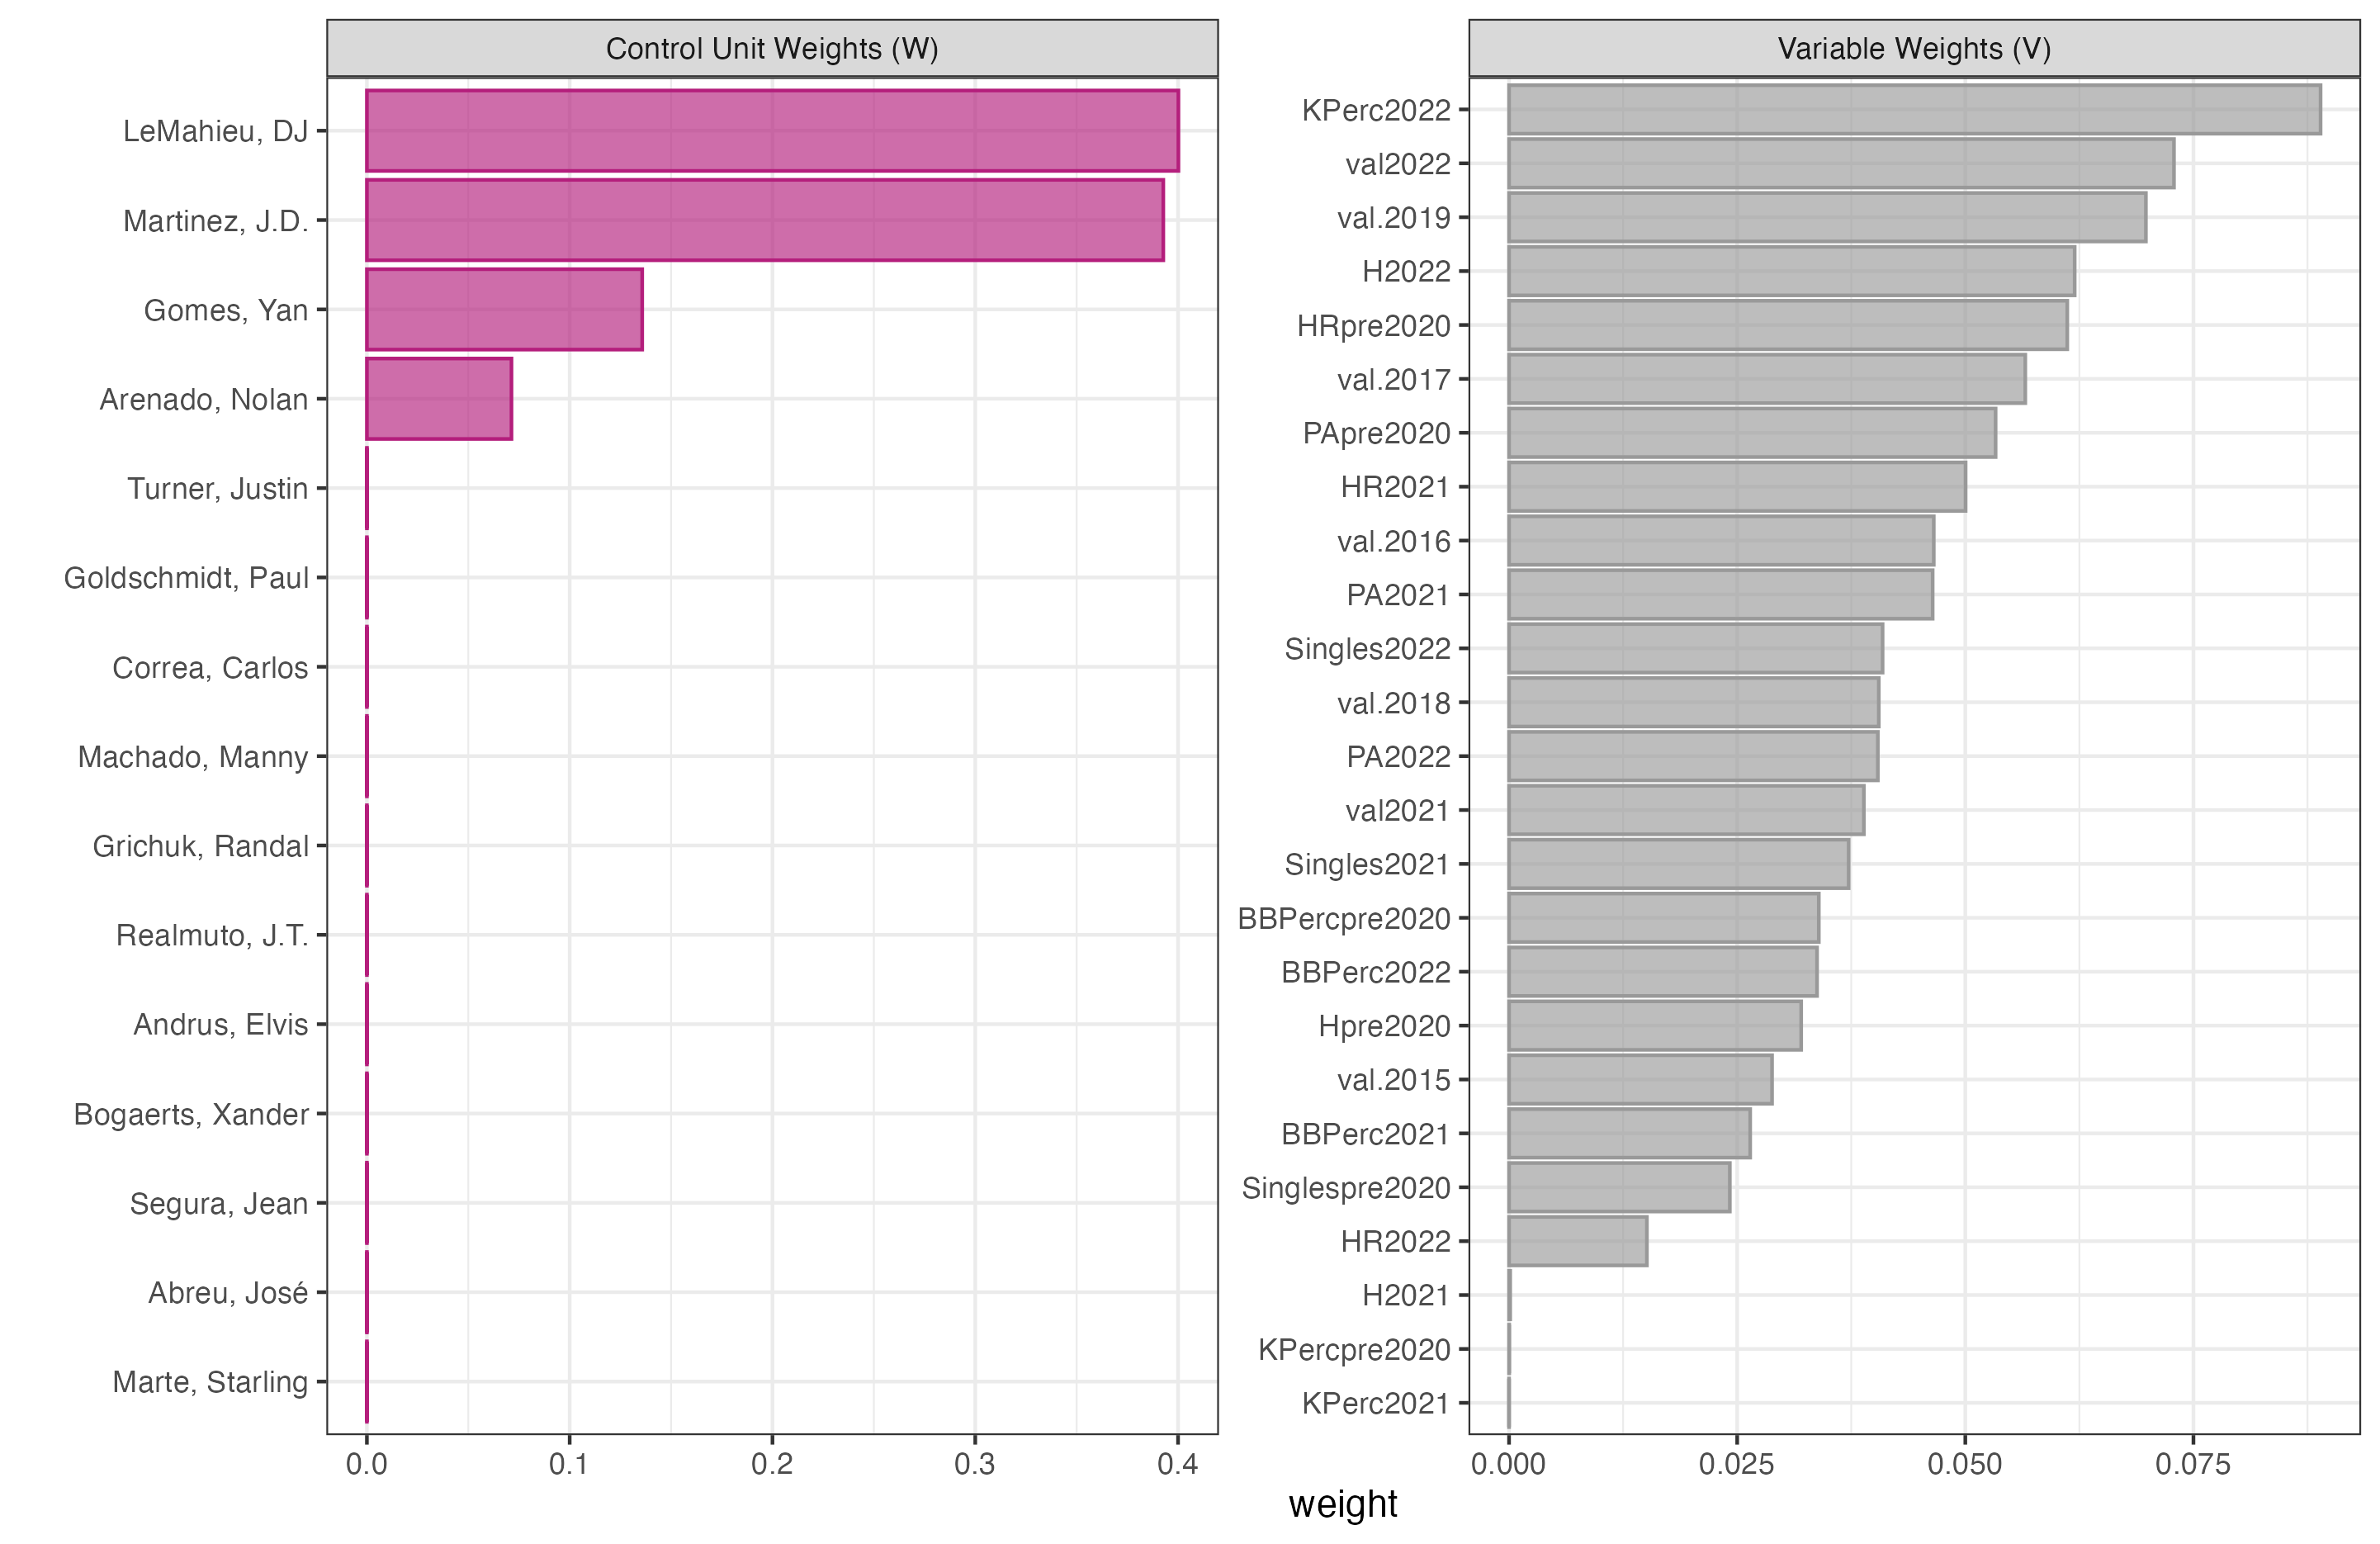 Control Unit Weights (W)
LeMahieu, DJ
Martinez, J.D.
Gomes, Yan
Arenado, Nolan
Turner, Justin
Goldschmidt, Paul
Correa, Carlos
Machado, Manny
Grichuk, Randal
Realmuto, J.T.
Andrus, Elvis
Bogaerts, Xander
Segura, Jean
Abreu, José
Marte, Starling
0.0 0.1 0.2 0.3 0.4
Variable Weights (V)
KPerc2022
val2022
val.2019
H2022
HRpre2020
val.2017
PApre2020
HR2021
val.2016
PA2021
Singles2022
val.2018
PA2022
val2021
Singles2021
BBPercpre2020
BBPerc2022
Hpre2020
val.2015
BBPerc2021
Singlespre2020
HR2022
H2021
KPercpre2020
KPerc2021
0.000 0.025 0.050 0.075
weight